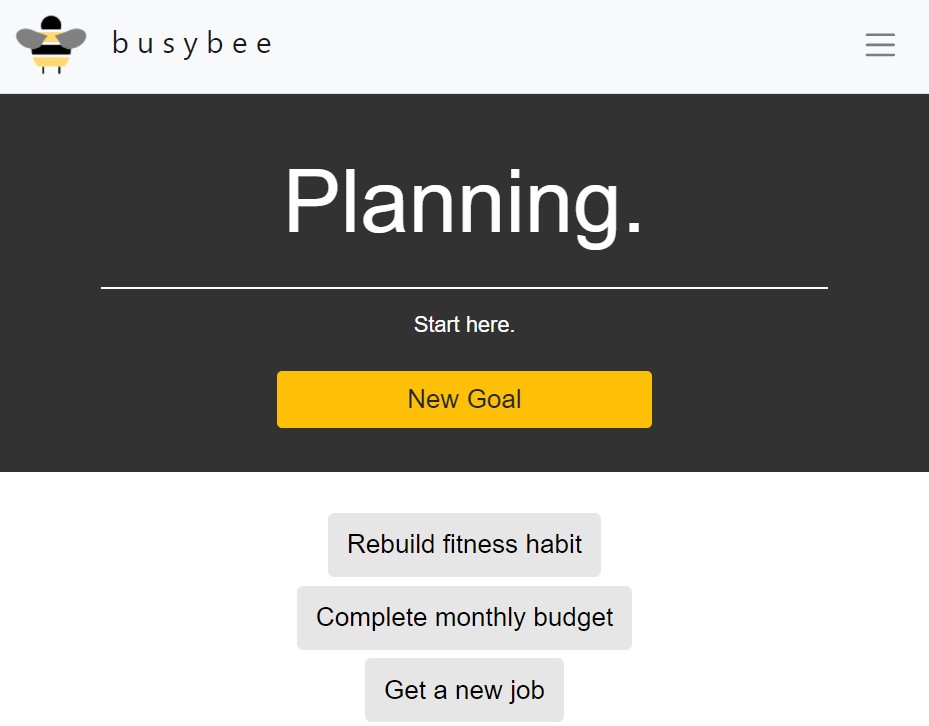 busybee
Planning.
Start here.
New Goal
Rebuild fitness habit
Complete monthly budget
Get a new job